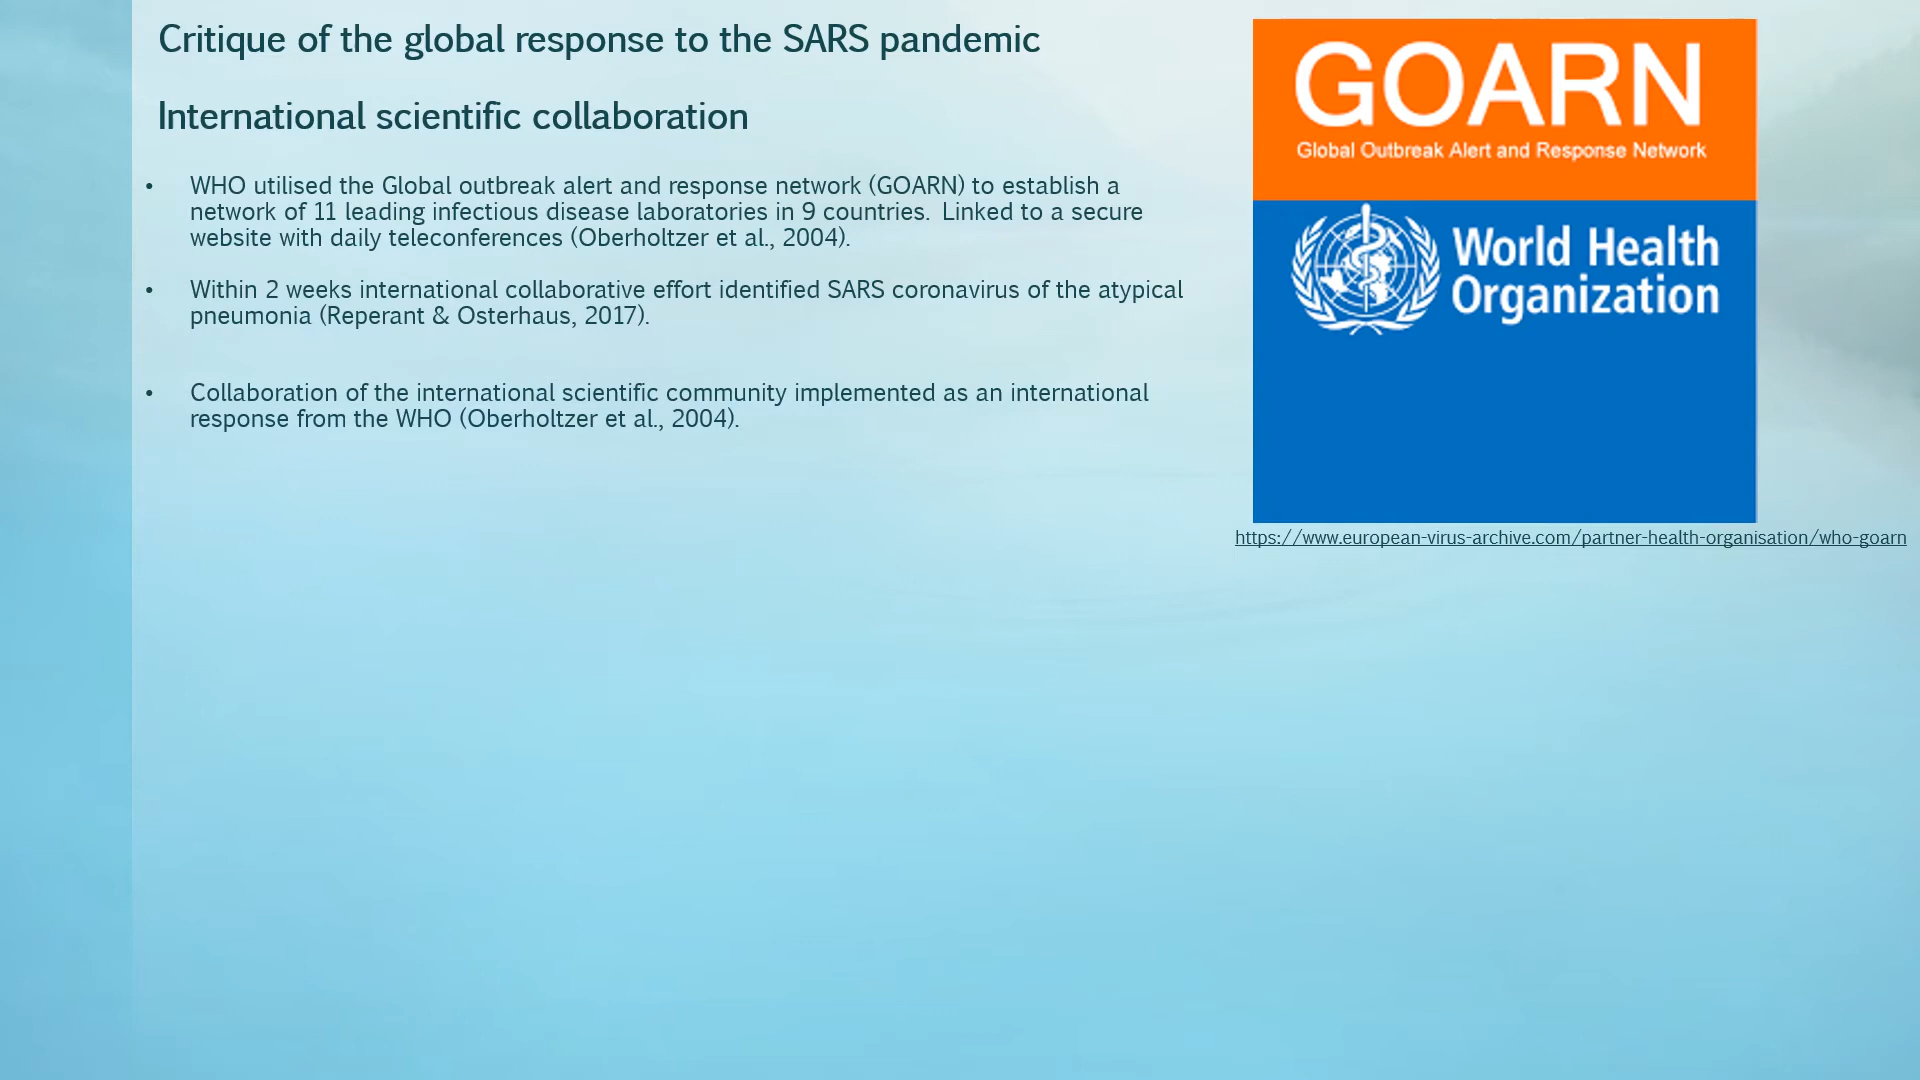 Critique of the global response to the SARS pandemic
International scientific collaboration
• WHO utilised the Global outbreak alert and response network (GOARN) to establish a
network of 11 leading infectious disease laboratories in 9 countries. Linked to a secure
website with daily teleconferences (Oberholtzer et al., 2004).
• Within 2 weeks international collaborative effort identified SARS coronavirus of the atypical
pneumonia (Reperant & Osterhaus, 2017).
• Collaboration of the international scientific community implemented as an international
response from the WHO (Oberholtzer et al., 2004).
GOARN
Global Outbreak Alert and Response Network
World Health
Organization
https://www.european-virus-archive.com/partner-health-organisation/who-goarn